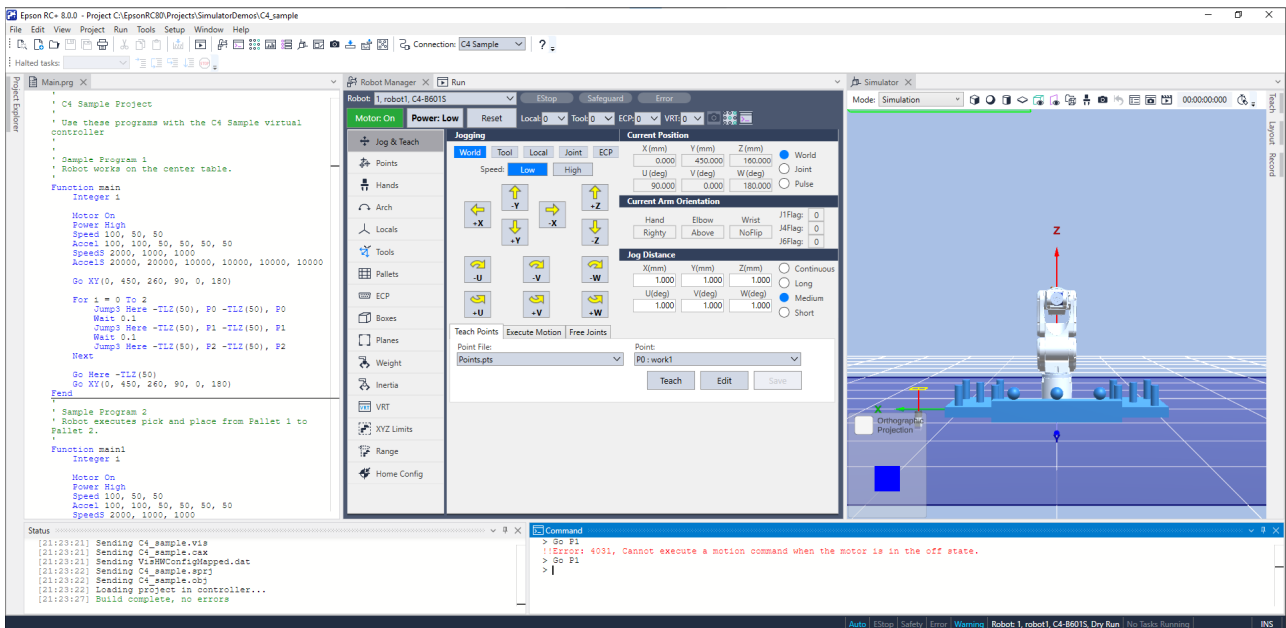 Epson RC+ 8.0.0 - Project C:\EpsonRC80\Projects\SimulatorDemos\C4_sample
File Edit View Project Run Tools Setup Window Help
Connection: C4 Sample
?
Halted tasks:
Project Explorer
Main.prg
'
' C4 Sample Project
'
' Use these programs with the C4 Sample virtual
controller
'
'
' Sample Program 1
' Robot works on the center table.
'
Function main
Integer i
Motor On
Power High
Speed 100, 50, 50
Accel 100, 100, 50, 50, 50, 50
SpeedS 2000, 1000, 1000
AccelS 20000, 20000, 10000, 10000, 10000, 10000
Go XY(0, 450, 260, 90, 0, 180)
For i = 0 To 2
Jump3 Here -TLZ(50), P0 -TLZ(50), P0
Wait 0.1
Jump3 Here -TLZ(50), P1 -TLZ(50), P1
Wait 0.1
Jump3 Here -TLZ(50), P2 -TLZ(50), P2
Next
Go Here -TLZ(50)
Go XY(0, 450, 260, 90, 0, 180)
Fend
'
' Sample Program 2
' Robot executes pick and place from Pallet 1 to
Pallet 2.
'
Function main1
Integer i
Motor On
Power High
Speed 100, 50, 50
Accel 100, 100, 50, 50, 50, 50
SpeedS 2000, 1000, 1000
Robot Manager
Run
Robot: 1, robot1, C4-B601S
EStop Safeguard Error
Motor: On Power: Low Reset Local: 0 Tool: 0 ECP: 0 VRT: 0
Jog & Teach
Points
Hands
Arch
Locals
Tools
Pallets
ECP
Boxes
Planes
Weight
Inertia
VRT
XYZ Limits
Range
Home Config
Jogging
World Tool Local Joint ECP
Speed: Low High
+X -Y -X +Z
+Y -Z
-U -V -W
+U +V +W
Current Position
X (mm) Y (mm) Z (mm)
0.000 450.000 160.000
U (deg) V (deg) W (deg)
90.000 0.000 180.000
World
Joint
Pulse
Current Arm Orientation
Hand Elbow Wrist
Righty Above NoFlip
J1Flag: 0
J4Flag: 0
J6Flag: 0
Jog Distance
X(mm) Y(mm) Z(mm)
1.000 1.000 1.000
U(deg) V(deg) W(deg)
1.000 1.000 1.000
Continuous
Long
Medium
Short
Teach Points Execute Motion Free Joints
Point File: Point:
Points.pts P0 : work1
Teach Edit Save
Simulator
Mode: Simulation
00:00:00:000
Z
X
Orthographic
Projection
Teach
Layout
Record
Status
[21:23:21] Sending C4_sample.vis
[21:23:21] Sending C4_sample.cax
[21:23:21] Sending VisHWConfigMapped.dat
[21:23:22] Sending C4_sample.sprj
[21:23:22] Sending C4_sample.obj
[21:23:22] Loading project in controller...
[21:23:27] Build complete, no errors
Command
> Go P1
!!Error: 4031, Cannot execute a motion command when the motor is in the off state.
> Go P1
>
Auto EStop Safety Error Warning Robot: 1, robot1, C4-B601S, Dry Run No Tasks Running INS